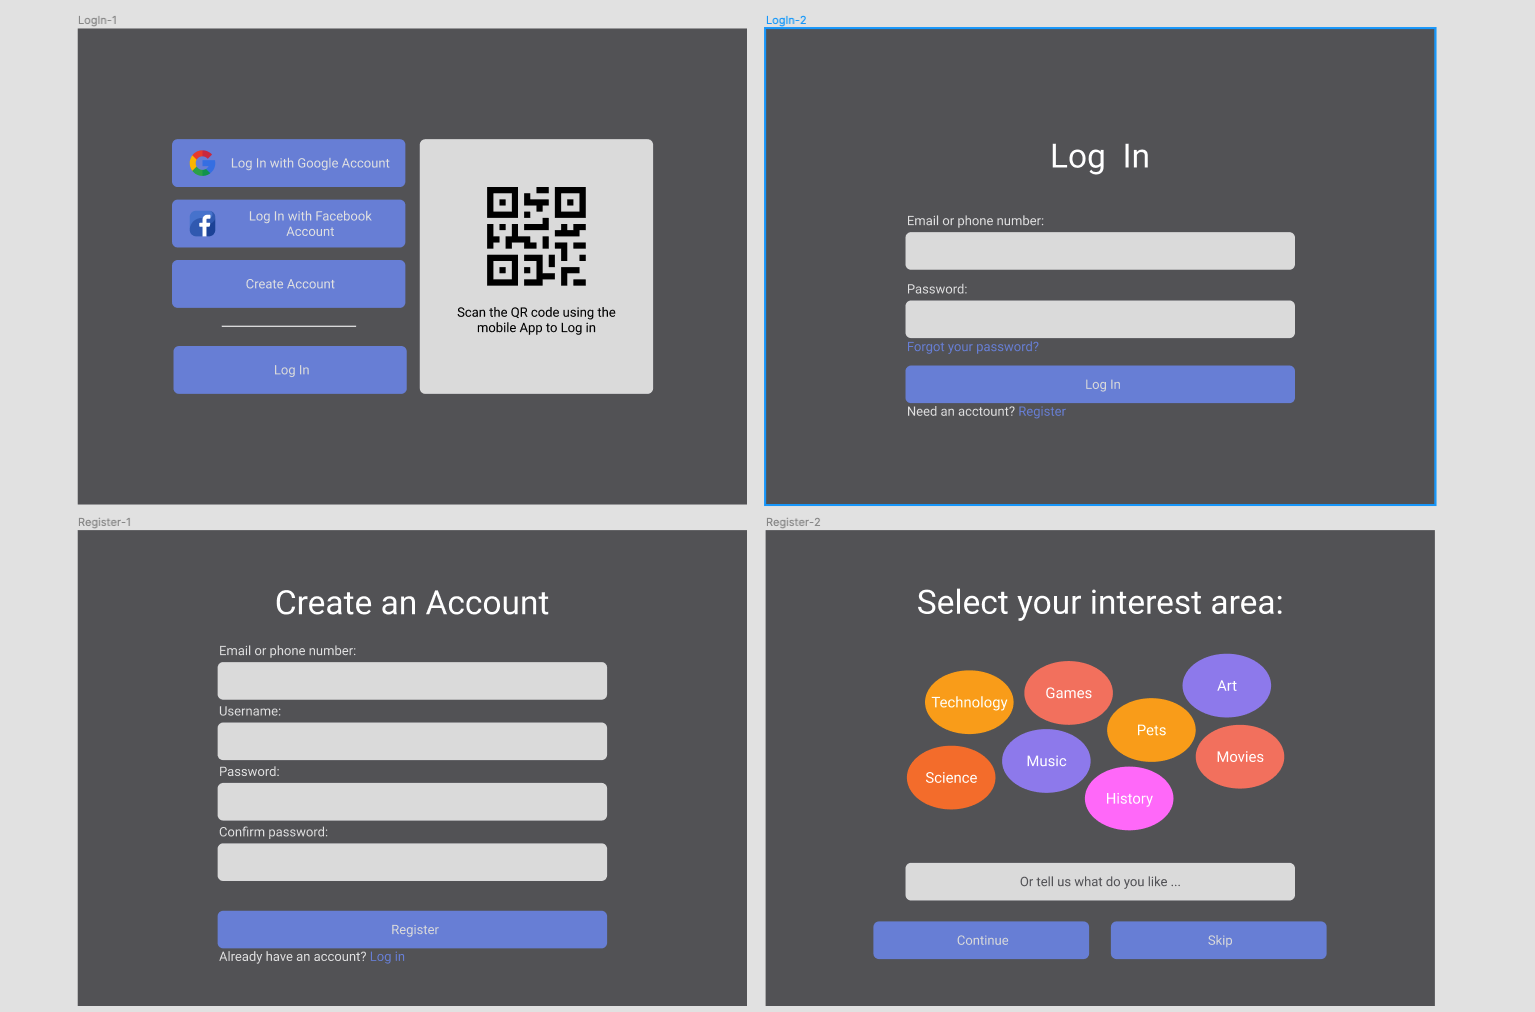 LogIn-1
Log In with Google Account
Log In with Facebook
Account
Create Account
Log In
Scan the QR code using the
mobile App to Log in
LogIn-2
Log In
Email or phone number:
Password:
Forgot your password?
Log In
Need an acctount? Register
Register-1
Create an Account
Email or phone number:
Username:
Password:
Confirm password:
Register
Already have an account? Log in
Register-2
Select your interest area:
Technology
Games
Art
Pets
Music
Movies
Science
History
Or tell us what do you like ...
Continue
Skip